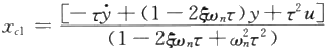 x_{c1} = \frac{[-\tau\dot{y} + (1 - 2\xi\omega_n\tau)y + \tau^2 u]}{(1 - 2\xi\omega_n\tau + \omega_n^2\tau^2)}